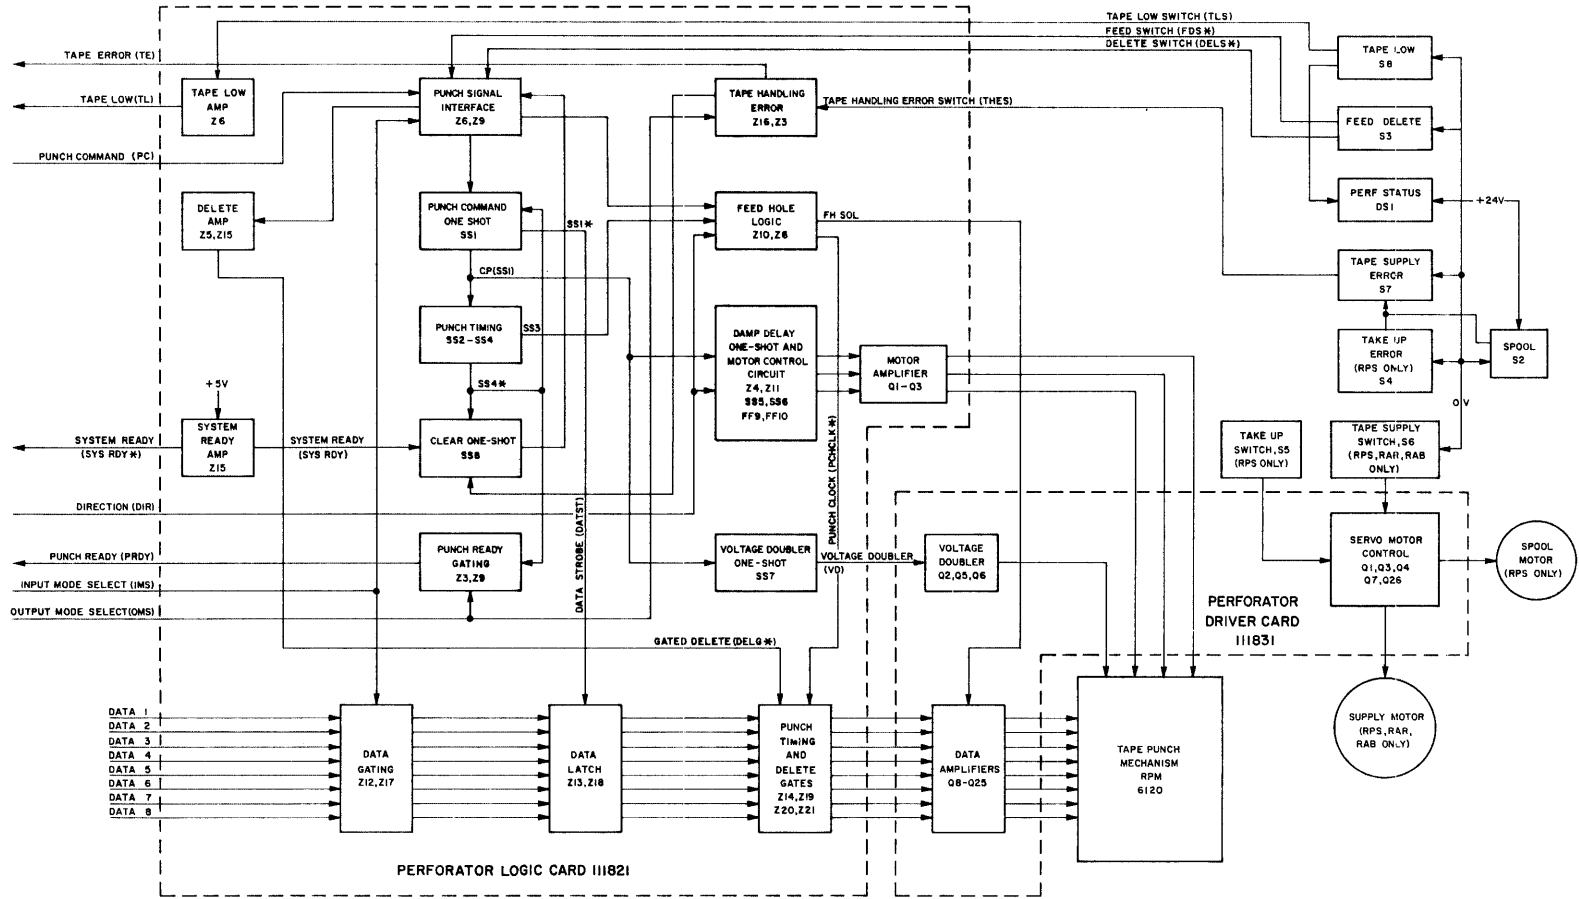 TAPE LOW SWITCH (TLS)
FEED SWITCH (FDS*)
DELETE SWITCH (DELS*)
TAPE ERROR (TE)
TAPE LOW
S8
TAPE LOW(TL)
TAPE LOW
AMP
Z6
PUNCH SIGNAL
INTERFACE
Z6,Z9
TAPE HANDLING
ERROR
Z16,Z3
TAPE HANDLING ERROR SWITCH (THES)
FEED DELETE
S3
PUNCH COMMAND (PC)
DELETE
AMP
Z5,Z15
PUNCH COMMAND
ONE SHOT
SS1
SS1*
FEED HOLE
LOGIC
Z10,Z6
FH SOL
PERF STATUS
DS1
+24V
CP(SS1)
TAPE SUPPLY
ERROR
S7
PUNCH TIMING
SS2-SS4
SS3
DAMP DELAY
ONE-SHOT AND
MOTOR CONTROL
CIRCUIT
Z4,Z11
SS5,SS6
FF9,FF10
MOTOR
AMPLIFIER
Q1-Q3
TAKE UP
ERROR
(RPS ONLY)
S4
SPOOL
S2
SS4*
+5V
0V
SYSTEM READY
(SYS RDY*)
SYSTEM
READY
AMP
Z15
SYSTEM READY
(SYS RDY)
CLEAR ONE-SHOT
SS8
PUNCH CLOCK (PCHCLK*)
TAKE UP
SWITCH,S5
(RPS ONLY)
TAPE SUPPLY
SWITCH, S6
(RPS, RAR, RAB
ONLY)
DIRECTION (DIR)
DATA STROBE (DATST)
PUNCH READY (PRDY)
PUNCH READY
GATING
Z3,Z9
VOLTAGE DOUBLER
ONE-SHOT
SS7
VOLTAGE DOUBLER
(VD)
VOLTAGE
DOUBLER
Q2,Q5,Q6
SERVO MOTOR
CONTROL
Q1,Q3,Q4
Q7,Q26
SPOOL
MOTOR
(RPS ONLY)
INPUT MODE SELECT (IMS)
OUTPUT MODE SELECT(OMS)
PERFORATOR
DRIVER CARD
111831
GATED DELETE(DELG*)
DATA 1
DATA 2
DATA 3
DATA 4
DATA 5
DATA 6
DATA 7
DATA 8
DATA
GATING
Z12,Z17
DATA
LATCH
Z13,Z18
PUNCH
TIMING
AND
DELETE
GATES
Z14,Z19
Z20,Z21
DATA
AMPLIFIERS
Q8-Q25
TAPE PUNCH
MECHANISM
RPM
6120
SUPPLY MOTOR
(RPS, RAR,
RAB ONLY)
PERFORATOR LOGIC CARD 111821